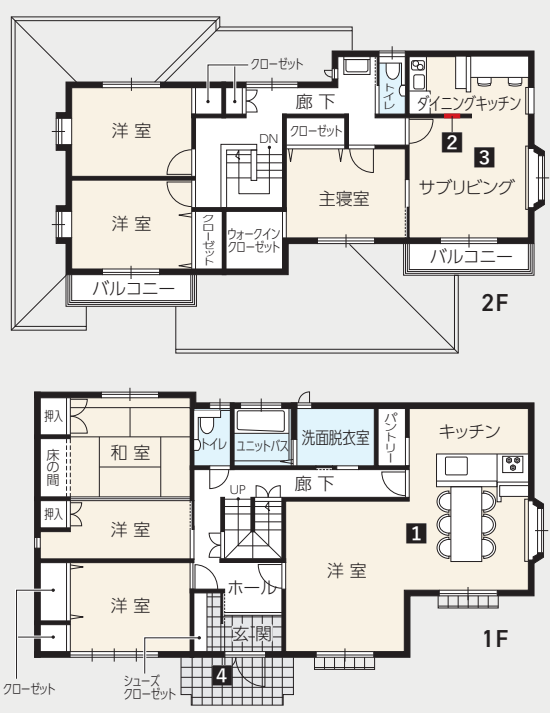 クローゼット
廊下
トイレ
ダイニングキッチン
洋室
DN
クローゼット
2
3
主寝室
サブリビング
洋室
クローゼット
ウォークイン
クローゼット
バルコニー
バルコニー
2F
押入
和室
床の間
トイレ
ユニットバス
洗面脱衣室
パントリー
キッチン
押入
UP
廊下
洋室
1
洋室
洋室
ホール
玄関
1F
クローゼット
シューズ
クローゼット
4